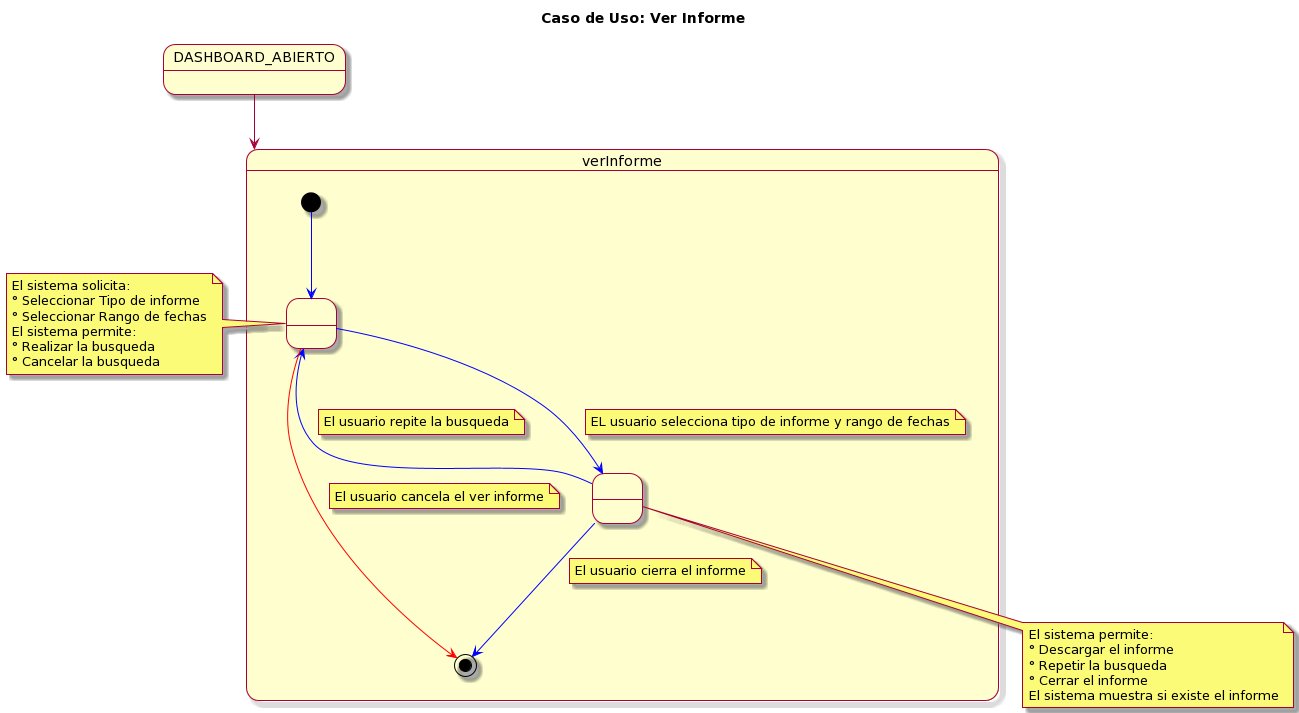 Caso de Uso: Ver Informe
DASHBOARD_ABIERTO
verInforme
El sistema solicita:
° Seleccionar Tipo de informe
° Seleccionar Rango de fechas
El sistema permite:
° Realizar la busqueda
° Cancelar la busqueda
El usuario repite la busqueda
EL usuario selecciona tipo de informe y rango de fechas
El usuario cancela el ver informe
El usuario cierra el informe
El sistema permite:
° Descargar el informe
° Repetir la busqueda
° Cerrar el informe
El sistema muestra si existe el informe